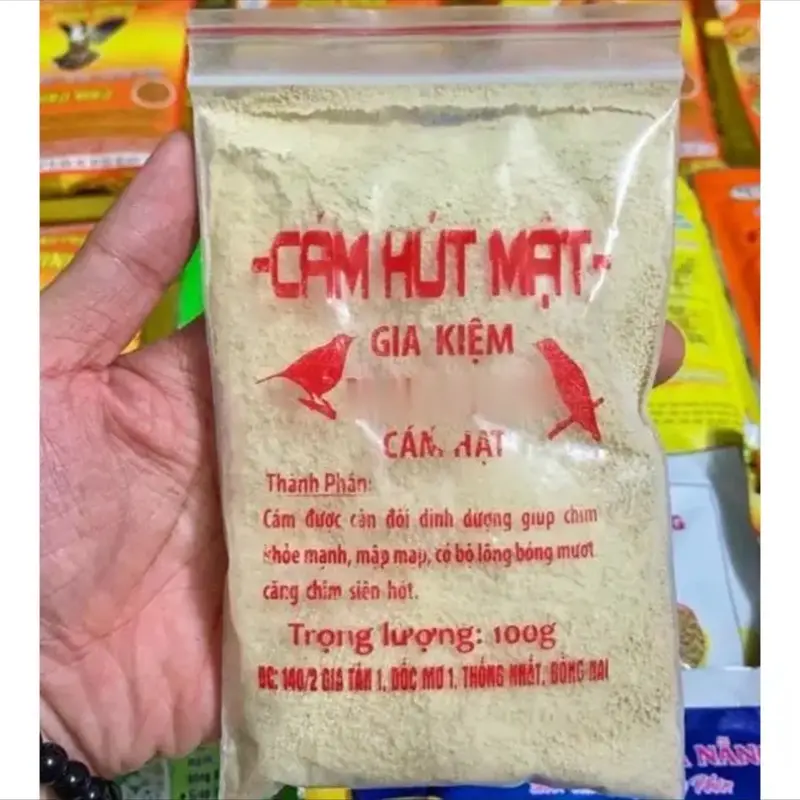 -CÁM HÚT MẬT-
GIA KIỆM
CÁM HẠT
Thành Phần:
Cám được cân đối dinh dưỡng giúp chim
khỏe mạnh, mập mạp, có bộ lông bóng mượt
căng chim siên hót.
Trọng lượng: 100g
ĐC: 140/2 GIA TÂN 1, DỐC MƠ 1, THỐNG NHẤT, ĐỒNG NAI